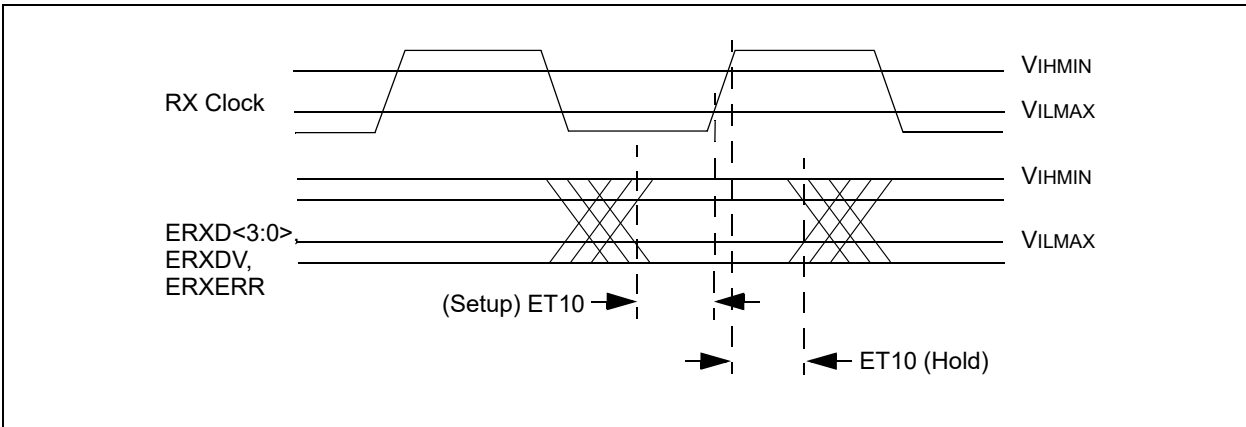 VIHMIN
RX Clock
VILMAX
VIHMIN
ERXD<3:0>,
ERXDV,
ERXERR
VILMAX
(Setup) ET10
ET10 (Hold)